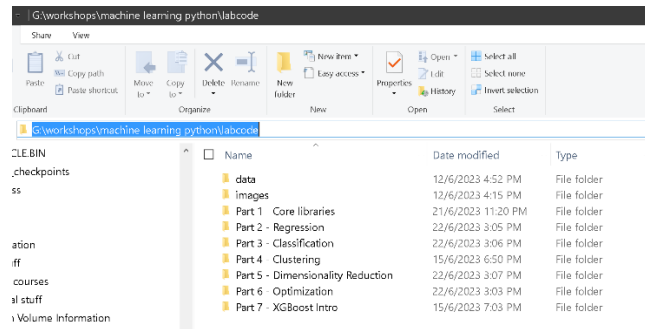 G:\workshops\machine learning python\labcode
Share View
Cut
Copy path
Paste shortcut
Paste
Move to
Copy to
Delete
Rename
New folder
New item
Easy access
Properties
Open
Edit
History
Select all
Select none
Invert selection
Clipboard Organize New Open Select
G:\workshops\machine learning python\labcode
CLE.BIN
_checkpoints
ss
ation
ff
courses
al stuff
Volume Information
Name Date modified Type
data 12/6/2023 4:52 PM File folder
images 12/6/2023 4:15 PM File folder
Part 1 Core libraries 21/6/2023 11:20 PM File folder
Part 2 - Regression 22/6/2023 3:05 PM File folder
Part 3 - Classification 22/6/2023 3:06 PM File folder
Part 4 - Clustering 15/6/2023 6:50 PM File folder
Part 5 - Dimensionality Reduction 22/6/2023 3:07 PM File folder
Part 6 - Optimization 22/6/2023 3:03 PM File folder
Part 7 - XGBoost Intro 15/6/2023 7:03 PM File folder